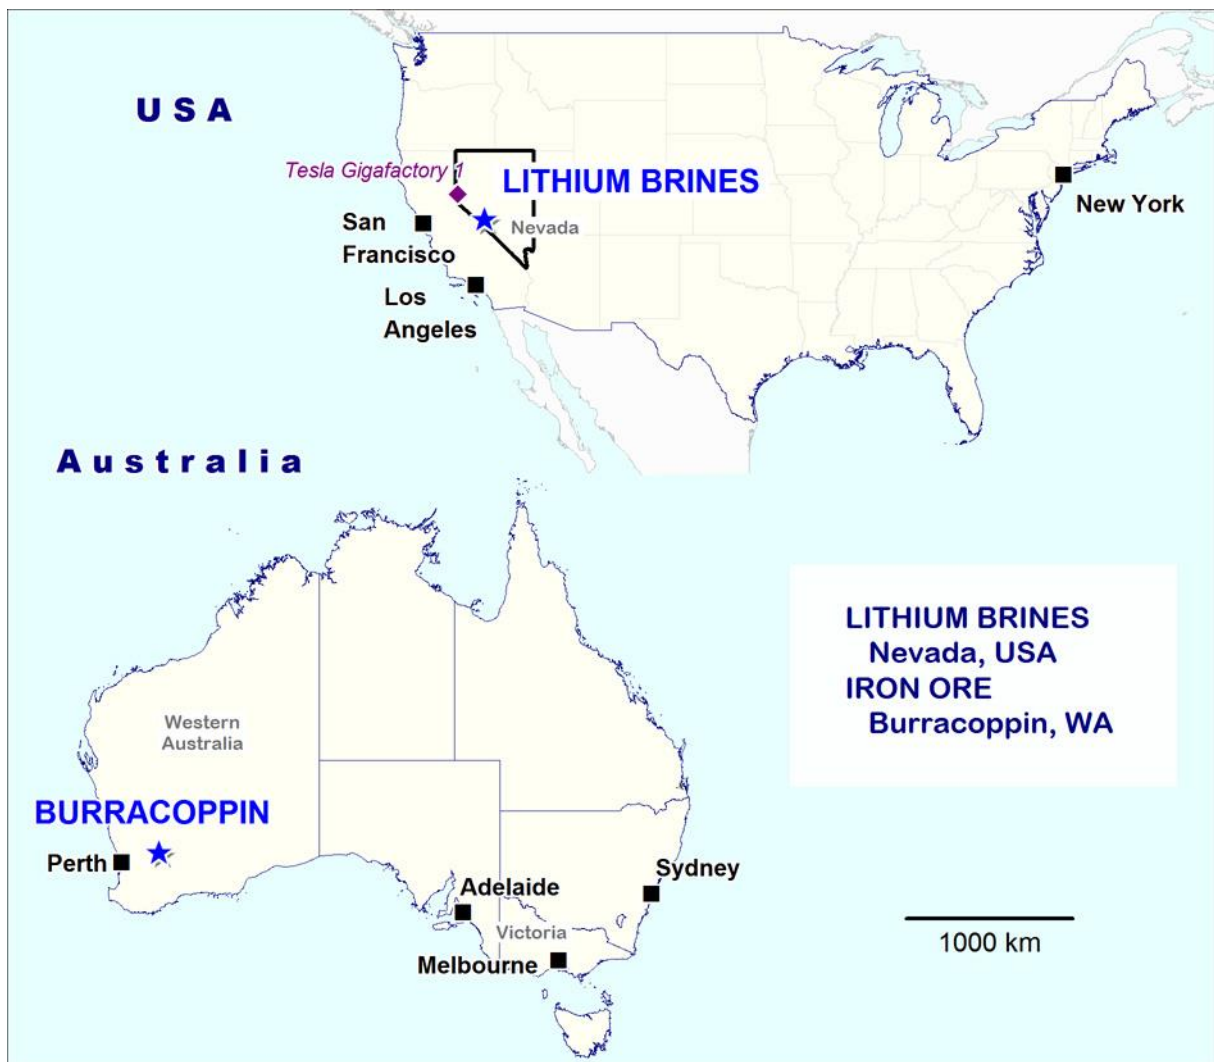 U S A
Tesla Gigafactory 1
LITHIUM BRINES
Nevada
San
Francisco
Los
Angeles
New York
Australia
Western
Australia
BURRACOPPIN
Perth
Adelaide
Sydney
Victoria
Melbourne
LITHIUM BRINES
Nevada, USA
IRON ORE
Burracoppin, WA
1000 km